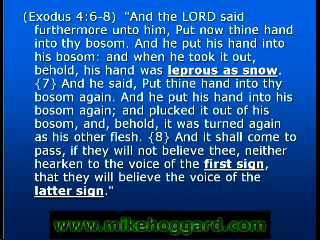 (Exodus 4:6-8) "And the LORD said
furthermore unto him, Put now thine hand
into thy bosom. And he put his hand into
his bosom: and when he took it out,
behold, his hand was leprous as snow.
{7} And he said, Put thine hand into thy
bosom again. And he put his hand into his
bosom again; and plucked it out of his
bosom, and, behold, it was turned again
as his other flesh. {8} And it shall come to
pass, if they will not believe thee, neither
hearken to the voice of the first sign,
that they will believe the voice of the
latter sign."
www.mikehoggard.com